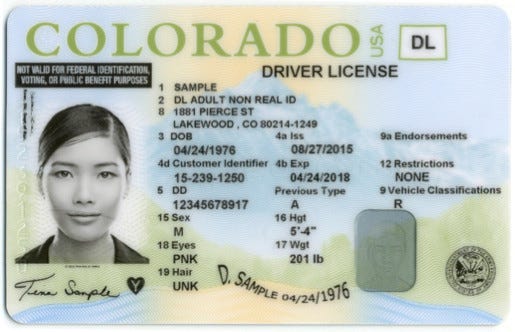 COLORADO USA DL
NOT VALID FOR FEDERAL IDENTIFICATION,
VOTING, OR PUBLIC BENEFIT PURPOSES
DRIVER LICENSE
1 SAMPLE
2 DL ADULT NON REAL ID
8 1881 PIERCE ST
LAKEWOOD , CO 80214-1249
3 DOB 4a Iss 9a Endorsements
04/24/1976 08/27/2015
4d Customer Identifier 4b Exp 12 Restrictions
15-239-1250 04/24/2018 NONE
5 DD Previous Type 9 Vehicle Classifications
12345678917 A R
15 Sex 16 Hgt
M 5'-4"
18 Eyes 17 Wgt
PNK 201 lb
19 Hair
UNK
D. SAMPLE 04/24/1976
Tina Sample
Y